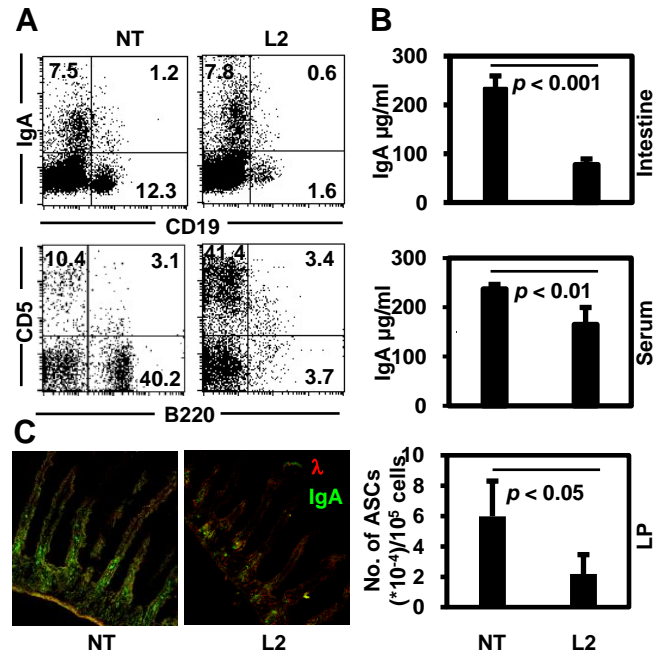 A
NT
L2
IgA
7.5
1.2
12.3
7.8
0.6
1.6
CD19
CD5
10.4
3.1
40.2
41.4
3.4
3.7
B220
B
300
200
100
0
IgA µg/ml
p < 0.001
Intestine
300
200
100
0
IgA µg/ml
p < 0.01
Serum
10
8
6
4
2
0
No. of ASCs
(*10⁻⁴)/10⁵ cells
p < 0.05
LP
NT
L2
C
λ
IgA
NT
L2